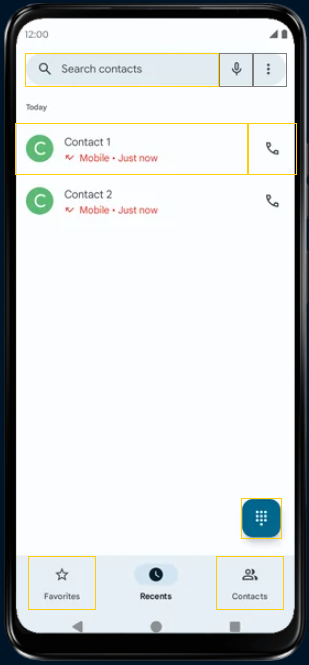 12:00
Search contacts
Today
C
Contact 1
Mobile • Just now
C
Contact 2
Mobile • Just now
Favorites
Recents
Contacts